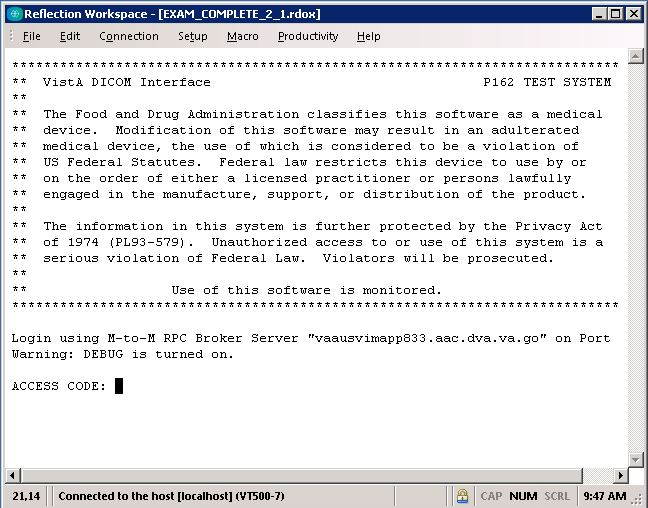 Reflection Workspace - [EXAM_COMPLETE_2_1.rdox]
File Edit Connection Setup Macro Productivity Help
*******************************************************************************
** VistA DICOM Interface P162 TEST SYSTEM
**
** The Food and Drug Administration classifies this software as a medical
** device. Modification of this software may result in an adulterated
** medical device, the use of which is considered to be a violation of
** US Federal Statutes. Federal law restricts this device to use by or
** on the order of either a licensed practitioner or persons lawfully
** engaged in the manufacture, support, or distribution of the product.
**
** The information in this system is further protected by the Privacy Act
** of 1974 (PL93-579). Unauthorized access to or use of this system is a
** serious violation of Federal Law. Violators will be prosecuted.
**
** Use of this software is monitored.
*******************************************************************************
Login using M-to-M RPC Broker Server "vaausvimapp833.aac.dva.va.go" on Port
Warning: DEBUG is turned on.
ACCESS CODE:
21,14 Connected to the host [localhost] (VT500-7) CAP NUM SCRL 9:47 AM